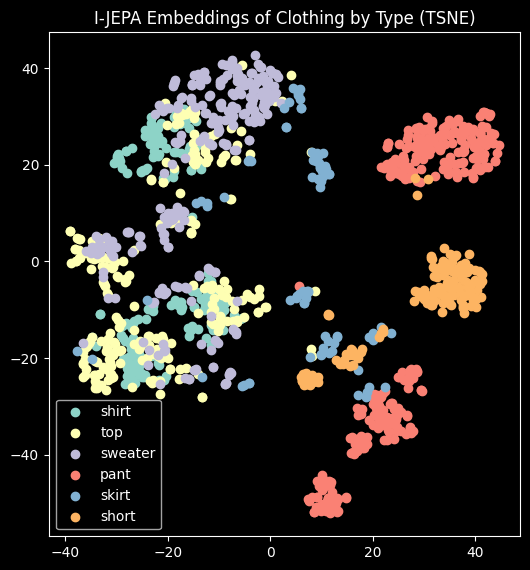 I-JEPA Embeddings of Clothing by Type (TSNE)
40
20
0
−20
−40
shirt
top
sweater
pant
skirt
short
−40 −20 0 20 40